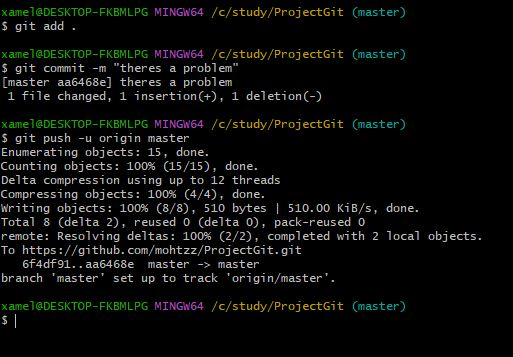 xamel@DESKTOP-FKBMLPG MINGW64 /c/study/ProjectGit (master)
$ git add .
xamel@DESKTOP-FKBMLPG MINGW64 /c/study/ProjectGit (master)
$ git commit -m "theres a problem"
[master aa6468e] theres a problem
 1 file changed, 1 insertion(+), 1 deletion(-)
xamel@DESKTOP-FKBMLPG MINGW64 /c/study/ProjectGit (master)
$ git push -u origin master
Enumerating objects: 15, done.
Counting objects: 100% (15/15), done.
Delta compression using up to 12 threads
Compressing objects: 100% (4/4), done.
Writing objects: 100% (8/8), 510 bytes | 510.00 KiB/s, done.
Total 8 (delta 2), reused 0 (delta 0), pack-reused 0
remote: Resolving deltas: 100% (2/2), completed with 2 local objects.
To https://github.com/mohtzz/ProjectGit.git
   6f4df91..aa6468e  master -> master
branch 'master' set up to track 'origin/master'.
xamel@DESKTOP-FKBMLPG MINGW64 /c/study/ProjectGit (master)
$